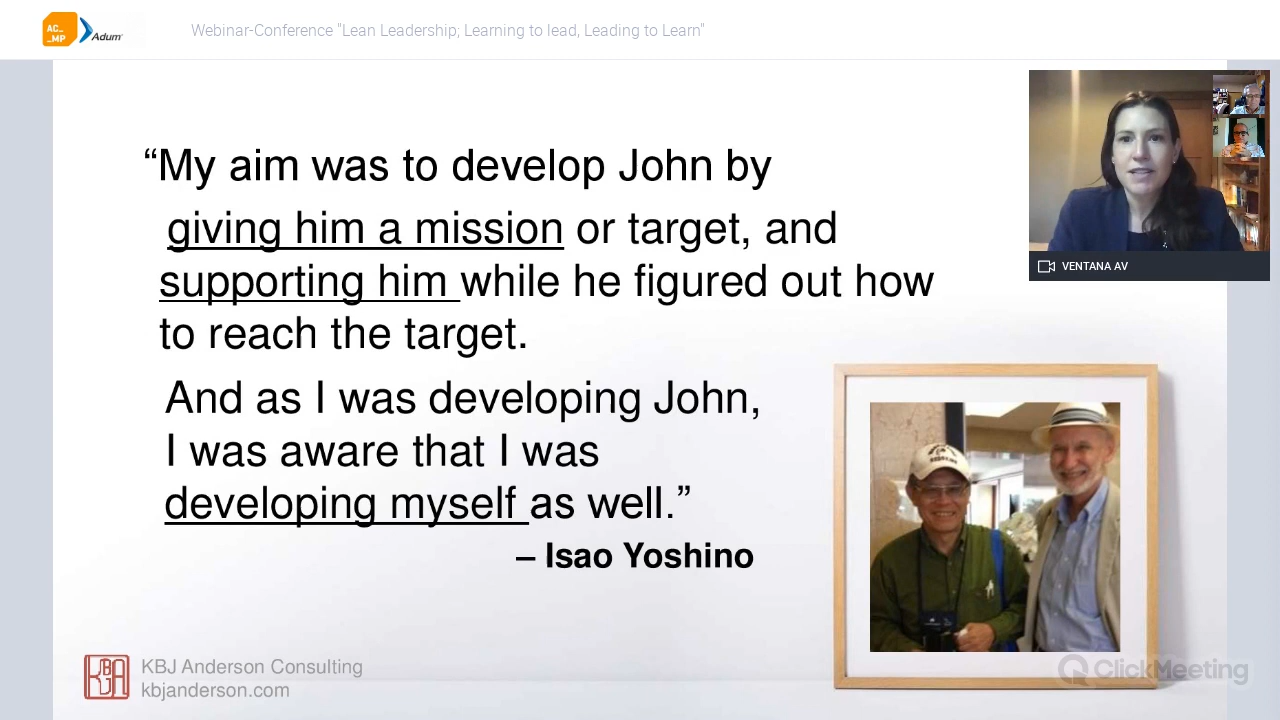 AC_
_MP
Adum
Webinar-Conference "Lean Leadership; Learning to lead, Leading to Learn"
VENTANA AV
“My aim was to develop John by
giving him a mission or target, and
supporting him while he figured out how
to reach the target.
And as I was developing John,
I was aware that I was
developing myself as well.”
– Isao Yoshino
KBJ Anderson Consulting
kbjanderson.com
ClickMeeting